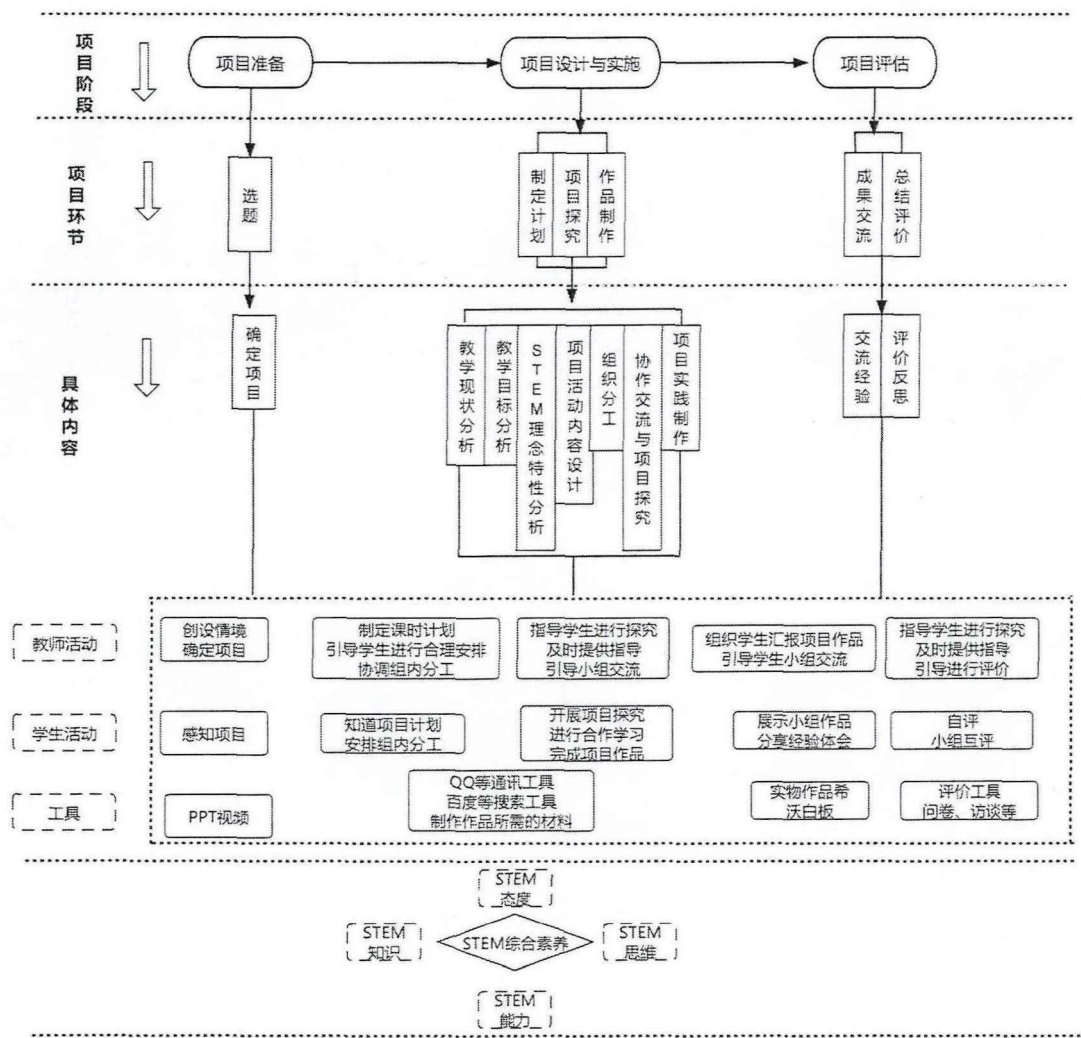 项目阶段
项目准备
项目设计与实施
项目评估
项目环节
选题
制定计划
项目探究
作品制作
成果交流
总结评价
具体内容
确定项目
教学现状分析
教学目标分析
STEM理念特性分析
项目活动内容设计
组织分工
协作交流与项目探究
项目实践制作
交流经验
评价反思
教师活动
创设情境
确定项目
制定课时计划
引导学生进行合理安排
协调组内分工
指导学生进行探究
及时提供指导
引导小组交流
组织学生汇报项目作品
引导学生小组交流
指导学生进行探究
及时提供指导
引导进行评价
学生活动
感知项目
知道项目计划
安排组内分工
开展项目探究
进行合作学习
完成项目作品
展示小组作品
分享经验体会
自评
小组互评
工具
PPT视频
QQ等通讯工具
百度等搜索工具
制作作品所需的材料
实物作品希
沃白板
评价工具
问卷、访谈等
STEM
态度
STEM
知识
STEM综合素养
STEM
思维
STEM
能力